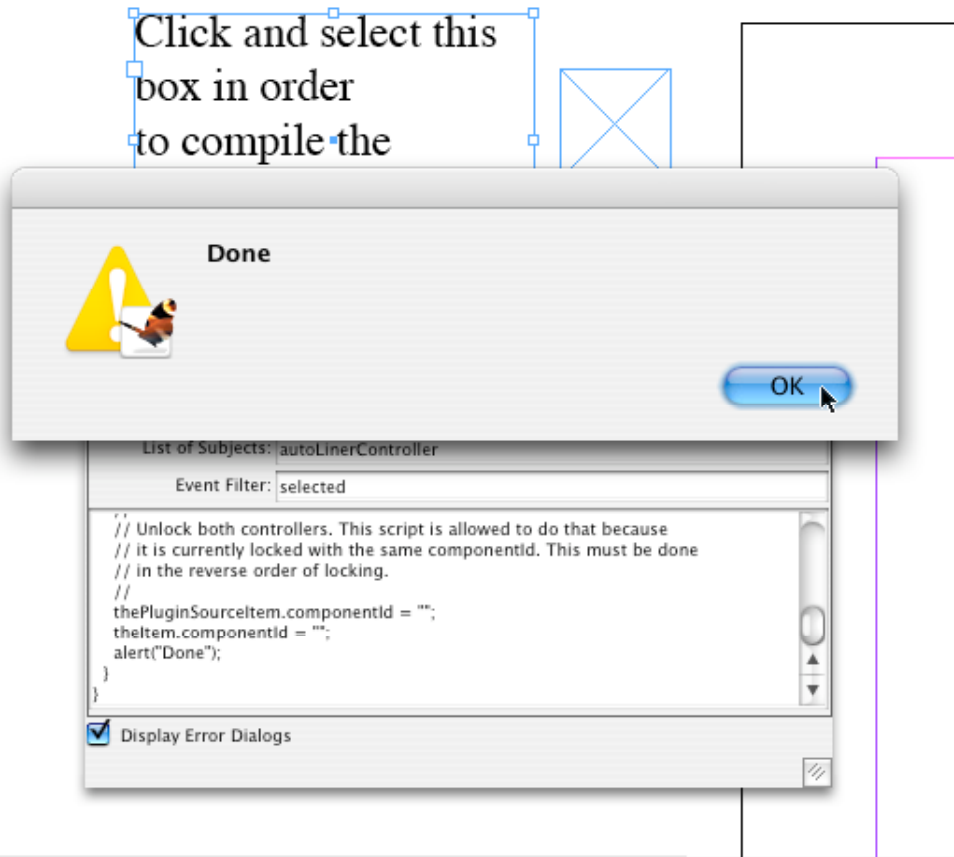 Click and select this
box in order
to compile the
Done
OK
List of Subjects: autoLinerController
Event Filter: selected
//
// Unlock both controllers. This script is allowed to do that because
// it is currently locked with the same componentId. This must be done
// in the reverse order of locking.
//
thePluginSourceItem.componentId = "";
theItem.componentId = "";
alert("Done");
}
}
Display Error Dialogs